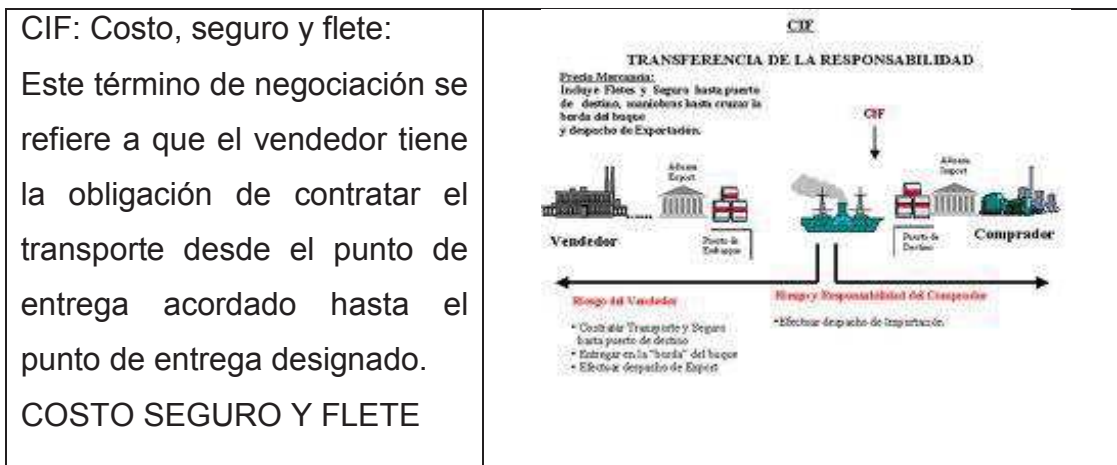 CIF: Costo, seguro y flete:
Este término de negociación se
refiere a que el vendedor tiene
la obligación de contratar el
transporte desde el punto de
entrega acordado hasta el
punto de entrega designado.
COSTO SEGURO Y FLETE
CIF
TRANSFERENCIA DE LA RESPONSABILIDAD
Precio Mercancia:
Incluye Fletes y Seguro hasta puerto
de destino, maniobras hasta cruzar la
borda del buque
y despacho de Exportación.
CIF
Aduana
Export
Aduana
Import
Vendedor
Puerto de
Embarque
Puerto de
Destino
Comprador
Riesgo del Vendedor
• Contratar Transporte y Seguro
hasta puerto de destino
• Entregar en la "borda" del buque
• Efectuar despacho de Export
Riesgo y Responsabilidad del Comprador
•Efectuar despacho de Importación.